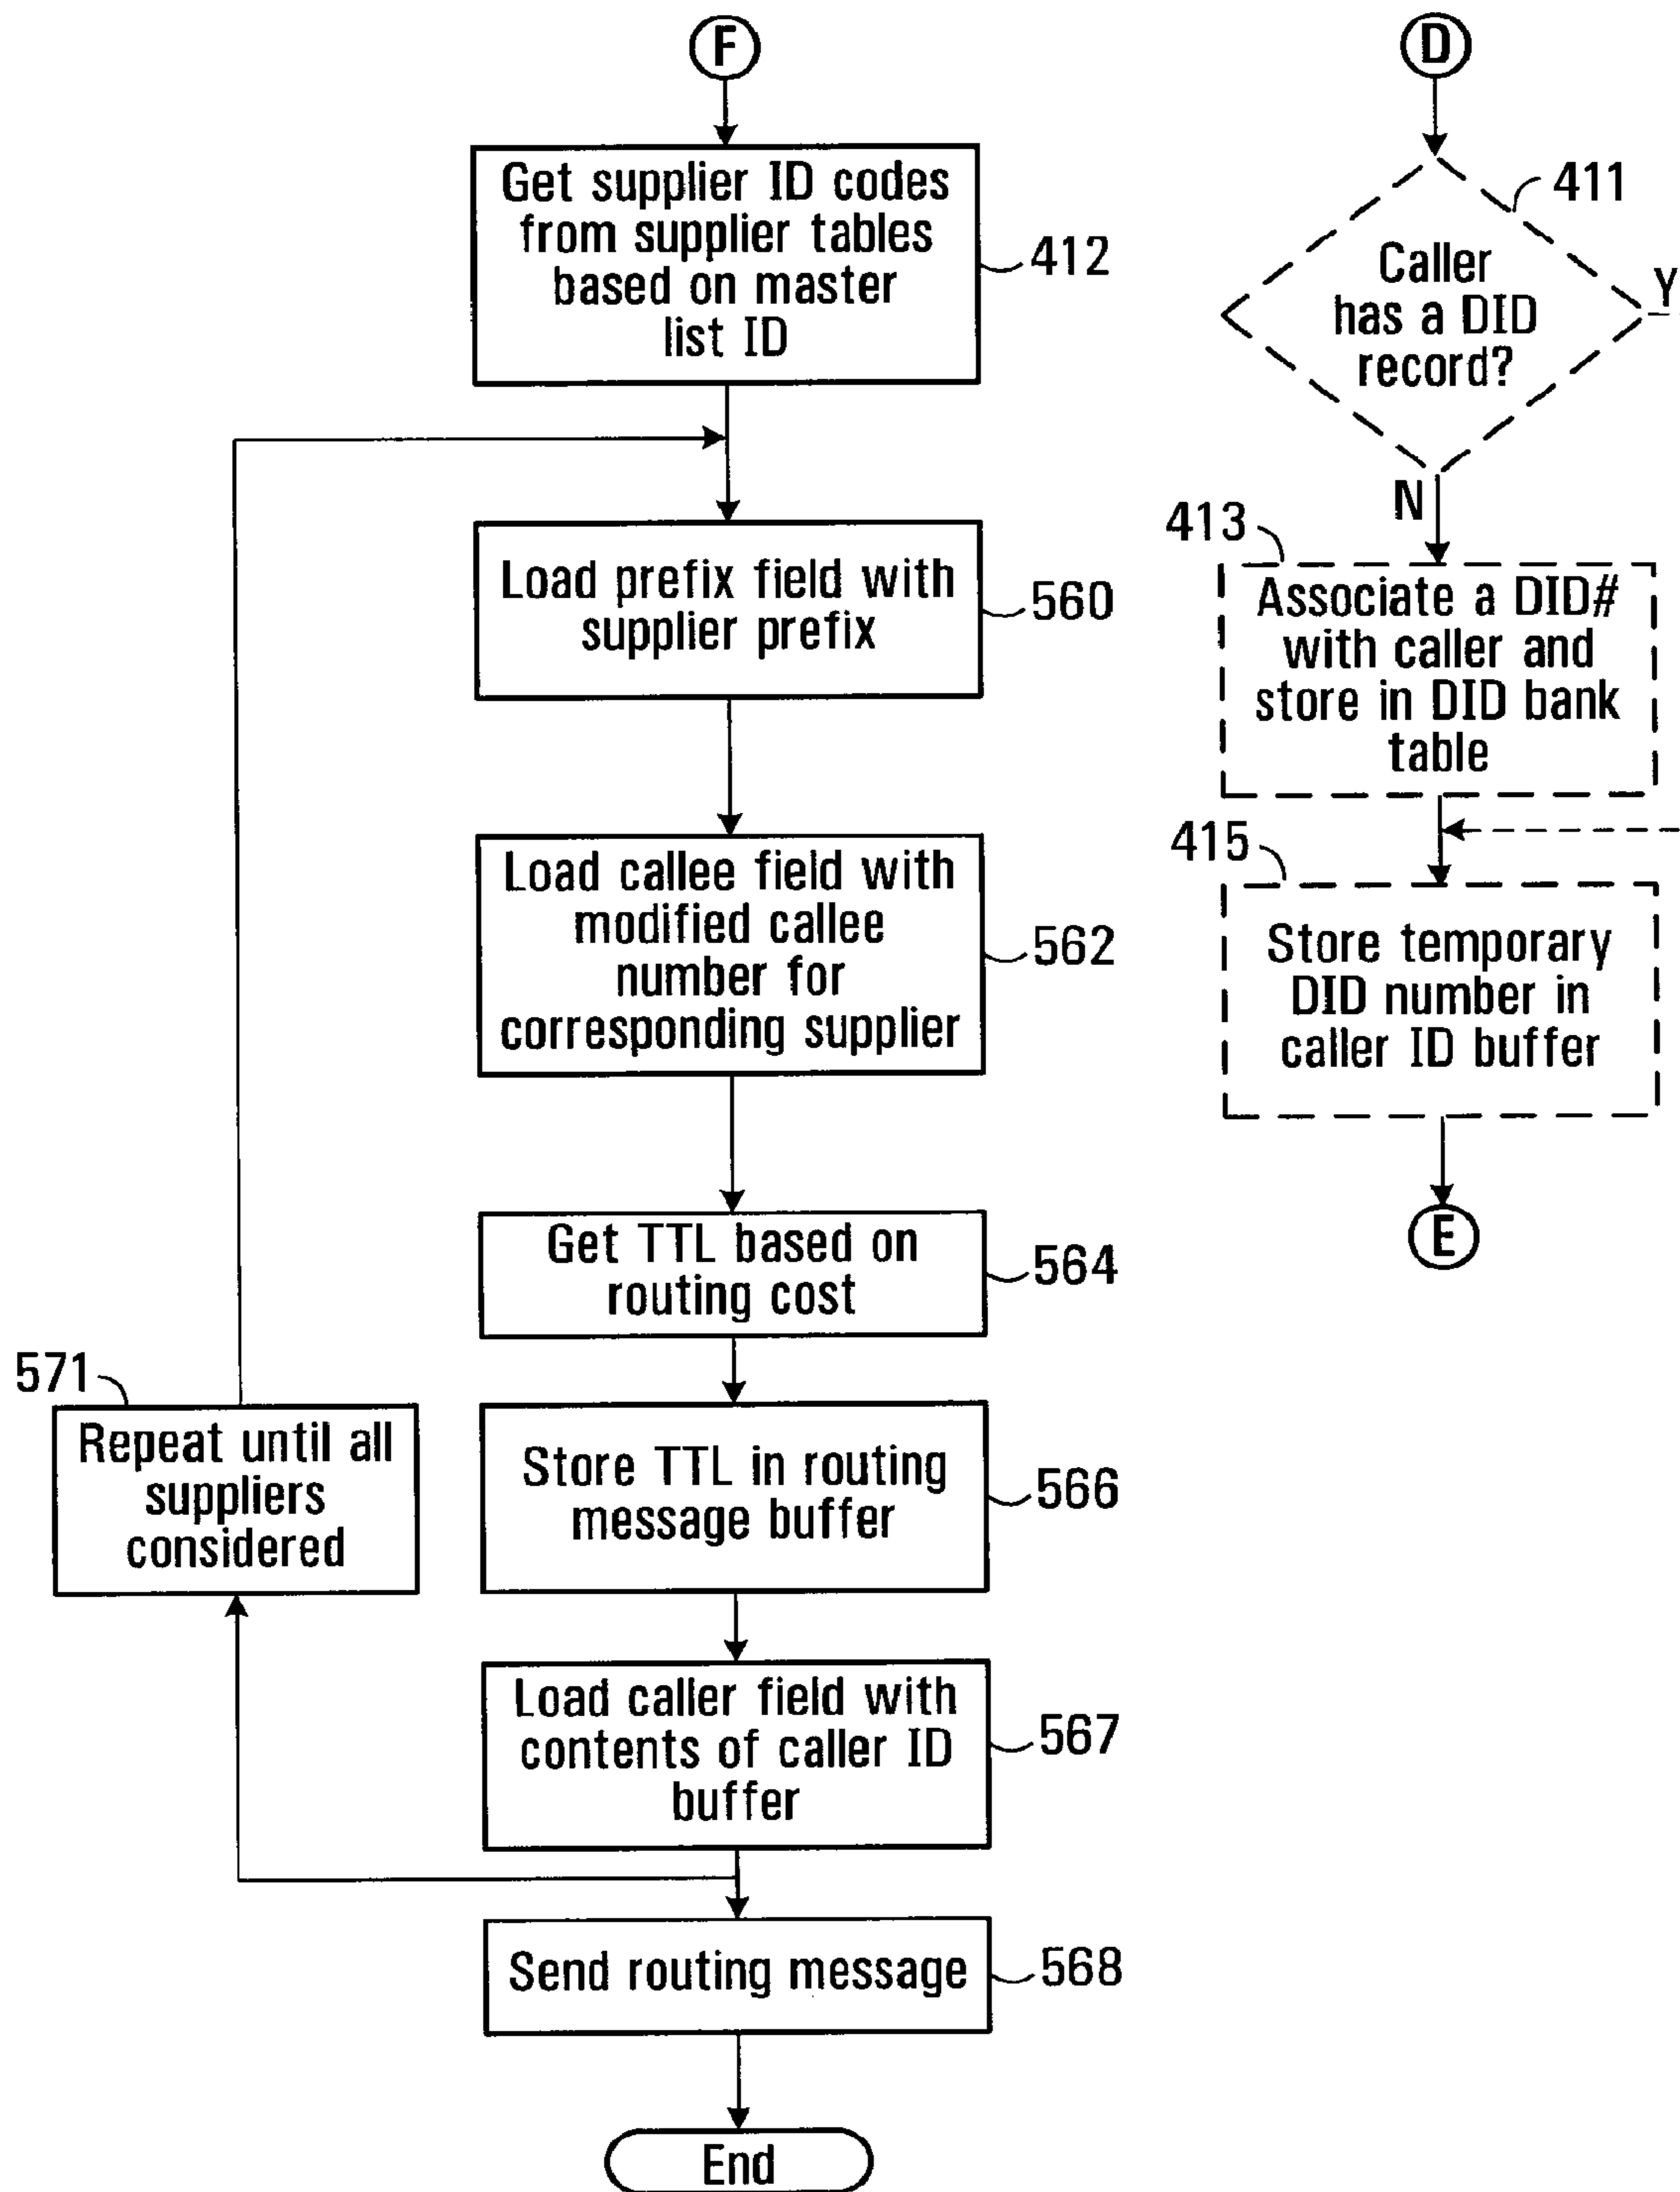 F
Get supplier ID codes
from supplier tables
based on master
list ID
412
Load prefix field with
supplier prefix
560
Load callee field with
modified callee
number for
corresponding supplier
562
Get TTL based on
routing cost
564
571
Repeat until all
suppliers
considered
Store TTL in routing
message buffer
566
Load caller field with
contents of caller ID
buffer
567
Send routing message
568
End
D
411
Caller
has a DID
record?
Y
N
413
Associate a DID#
with caller and
store in DID bank
table
415
Store temporary
DID number in
caller ID buffer
E